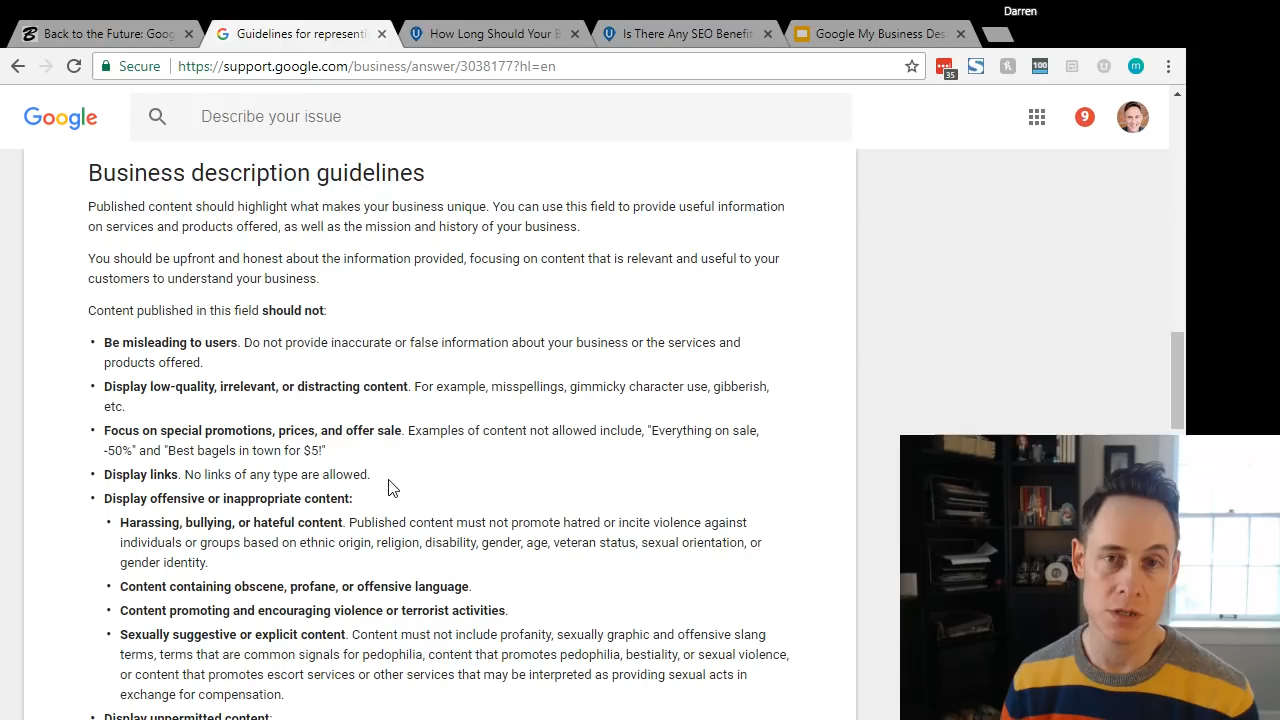 Darren
Back to the Future: Goog
Guidelines for representi
How Long Should Your B
Is There Any SEO Benefit
Google My Business Des
Secure
https://support.google.com/business/answer/3038177?hl=en
35
100
m
Google
Describe your issue
9
Business description guidelines
Published content should highlight what makes your business unique. You can use this field to provide useful information
on services and products offered, as well as the mission and history of your business.
You should be upfront and honest about the information provided, focusing on content that is relevant and useful to your
customers to understand your business.
Content published in this field should not:
• Be misleading to users. Do not provide inaccurate or false information about your business or the services and
products offered.
• Display low-quality, irrelevant, or distracting content. For example, misspellings, gimmicky character use, gibberish,
etc.
• Focus on special promotions, prices, and offer sale. Examples of content not allowed include, "Everything on sale,
-50%" and "Best bagels in town for $5!"
• Display links. No links of any type are allowed.
• Display offensive or inappropriate content:
• Harassing, bullying, or hateful content. Published content must not promote hatred or incite violence against
individuals or groups based on ethnic origin, religion, disability, gender, age, veteran status, sexual orientation, or
gender identity.
• Content containing obscene, profane, or offensive language.
• Content promoting and encouraging violence or terrorist activities.
• Sexually suggestive or explicit content. Content must not include profanity, sexually graphic and offensive slang
terms, terms that are common signals for pedophilia, content that promotes pedophilia, bestiality, or sexual violence,
or content that promotes escort services or other services that may be interpreted as providing sexual acts in
exchange for compensation.
• Display unpermitted content: